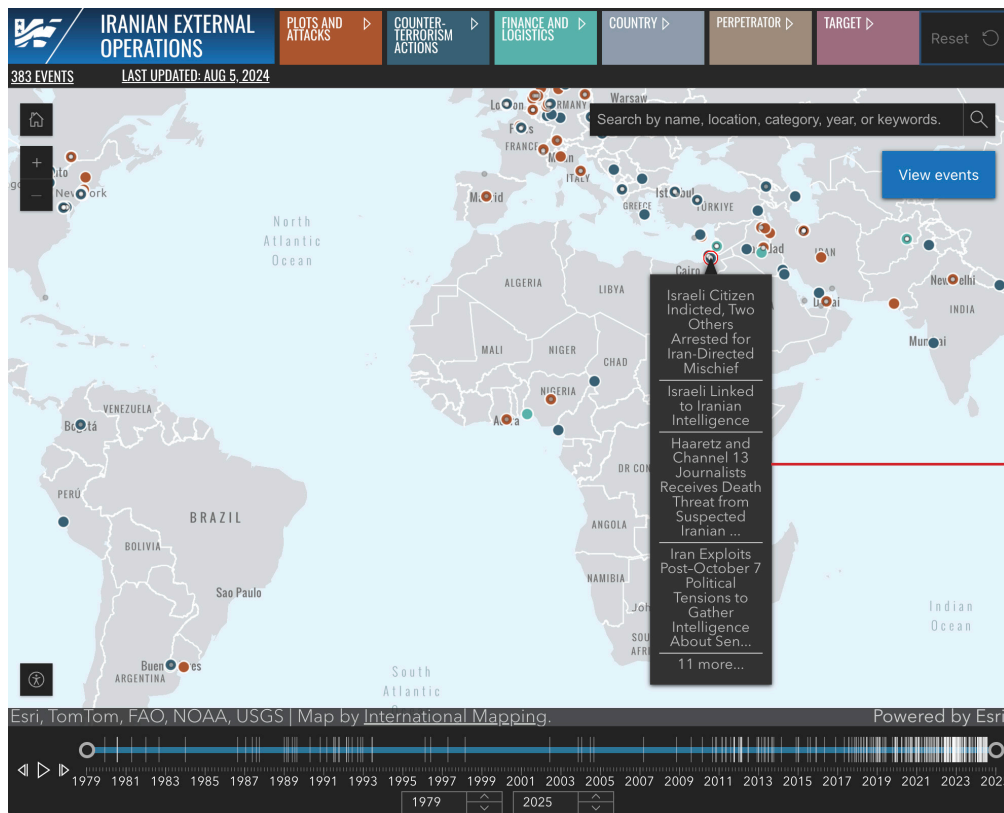 IRANIAN EXTERNAL
OPERATIONS
PLOTS AND
ATTACKS
COUNTER-
TERRORISM
ACTIONS
FINANCE AND
LOGISTICS
COUNTRY
PERPETRATOR
TARGET
Reset
383 EVENTS
LAST UPDATED: AUG 5, 2024
Search by name, location, category, year, or keywords.
View events
Warsaw
FRANCE
ITALY
GREECE
TÜRKIYE
Cairo
North
Atlantic
Ocean
ALGERIA
LIBYA
INDIA
MALI
NIGER
CHAD
NIGERIA
VENEZUELA
DR CON
PERÚ
BRAZIL
ANGOLA
BOLIVIA
NAMIBIA
Sao Paulo
ARGENTINA
South
Atlantic
Indian
Ocean
Israeli Citizen
Indicted, Two
Others
Arrested for
Iran-Directed
Mischief
Israeli Linked
to Iranian
Intelligence
Haaretz and
Channel 13
Journalists
Receives Death
Threat from
Suspected
Iranian ...
Iran Exploits
Post-October 7
Political
Tensions to
Gather
Intelligence
About Sen...
11 more...
Esri, TomTom, FAO, NOAA, USGS | Map by International Mapping.
Powered by Esri
1979 1981 1983 1985 1987 1989 1991 1993 1995 1997 1999 2001 2003 2005 2007 2009 2011 2013 2015 2017 2019 2021 2023 202
1979
2025